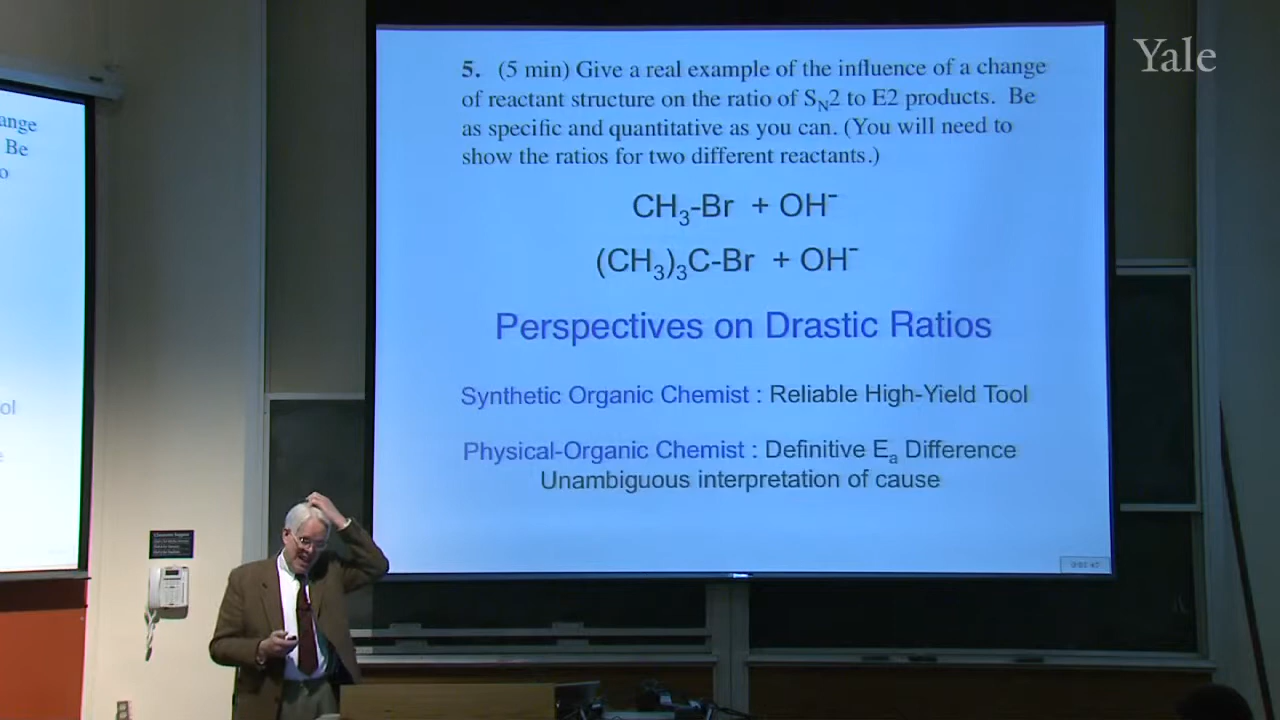 Yale
5. (5 min) Give a real example of the influence of a change
of reactant structure on the ratio of SN2 to E2 products. Be
as specific and quantitative as you can. (You will need to
show the ratios for two different reactants.)
CH3-Br + OH-
(CH3)3C-Br + OH-
Perspectives on Drastic Ratios
Synthetic Organic Chemist : Reliable High-Yield Tool
Physical-Organic Chemist : Definitive Ea Difference
Unambiguous interpretation of cause
ange
Be
o
ol
e